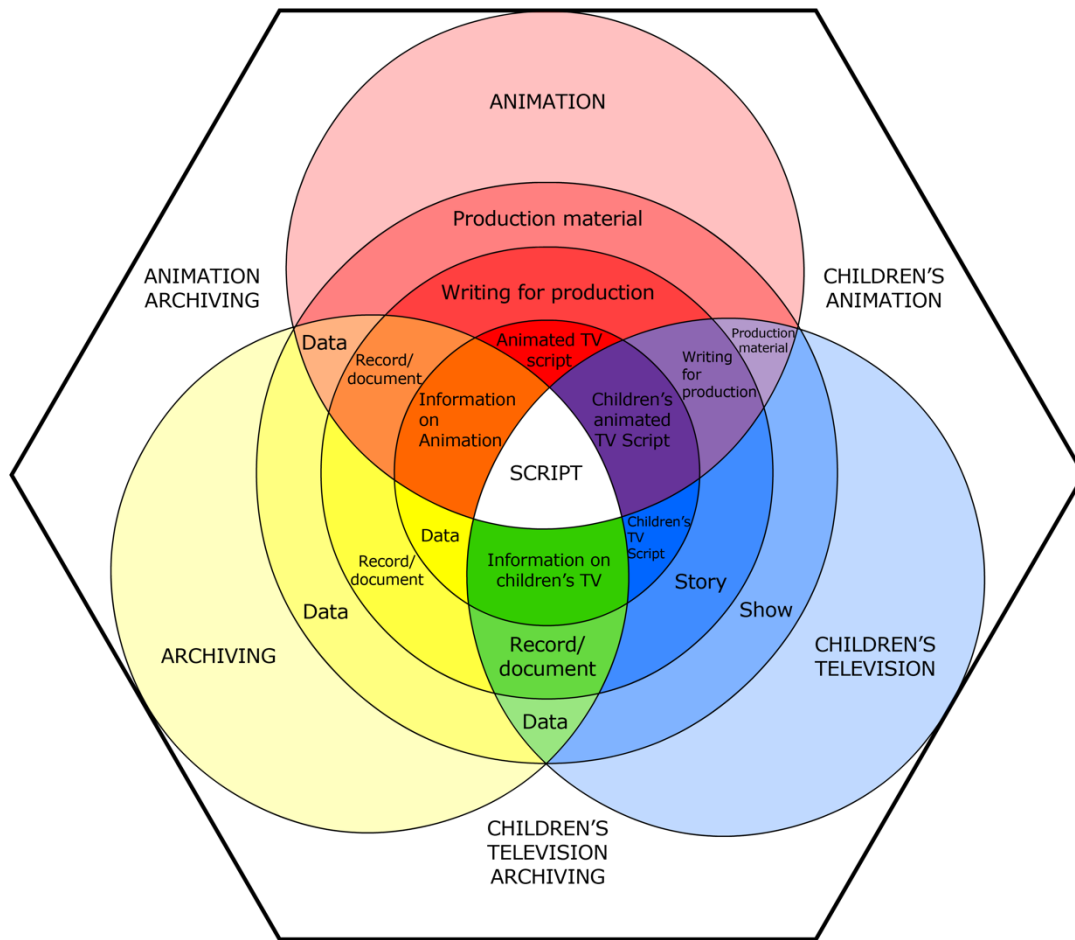 ANIMATION
Production material
ANIMATION
ARCHIVING
CHILDREN'S
ANIMATION
Writing for production
Data
Record/
document
Animated TV
script
Writing
for
production
Production
material
Information
on
Animation
Children's
animated
TV Script
SCRIPT
Data
Record/
document
Information on
children's TV
Children's
TV
Script
Story
Data
Show
ARCHIVING
Record/
document
CHILDREN'S
TELEVISION
Data
CHILDREN'S
TELEVISION
ARCHIVING